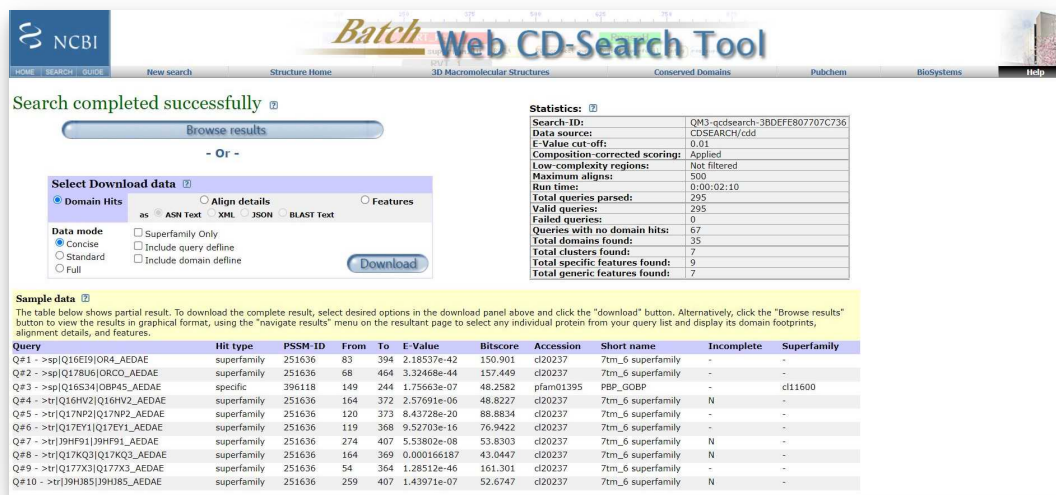 NCBI
Batch Web CD-Search Tool
HOME SEARCH GUIDE New search Structure Home 3D Macromolecular Structures Conserved Domains Pubchem BioSystems Help
Search completed successfully
Browse results
- Or -
Select Download data
Domain Hits Align details Features
as ASN Text XML JSON BLAST Text
Data mode
Concise
Standard
Full
Superfamily Only
Include query defline
Include domain defline
Download
Statistics:
Search-ID: QM3-qcdsearch-3BDEFE807707C736
Data source: CDSEARCH/cdd
E-Value cut-off: 0.01
Composition-corrected scoring: Applied
Low-complexity regions: Not filtered
Maximum aligns: 500
Run time: 0:00:02:10
Total queries parsed: 295
Valid queries: 295
Failed queries: 0
Queries with no domain hits: 67
Total domains found: 35
Total clusters found: 7
Total specific features found: 9
Total generic features found: 7
Sample data
The table below shows partial result. To download the complete result, select desired options in the download panel above and click the "download" button. Alternatively, click the "Browse results"
button to view the results in graphical format, using the "navigate results" menu on the resultant page to select any individual protein from your query list and display its domain footprints,
alignment details, and features.
Query Hit type PSSM-ID From To E-Value Bitscore Accession Short name Incomplete Superfamily
Q#1 - >sp|Q16EI9|OR4_AEDAE superfamily 251636 83 394 2.18537e-42 150.901 cl20237 7tm_6 superfamily - -
Q#2 - >sp|Q178U6|ORCO_AEDAE superfamily 251636 68 464 3.32468e-44 157.449 cl20237 7tm_6 superfamily - -
Q#3 - >sp|Q16S34|OBP45_AEDAE specific 396118 149 244 1.75663e-07 48.2582 pfam01395 PBP_GOBP - cl11600
Q#4 - >tr|Q16HV2|Q16HV2_AEDAE superfamily 251636 164 372 2.57691e-06 48.8227 cl20237 7tm_6 superfamily N -
Q#5 - >tr|Q17NP2|Q17NP2_AEDAE superfamily 251636 120 373 8.43728e-20 88.8834 cl20237 7tm_6 superfamily - -
Q#6 - >tr|Q17EY1|Q17EY1_AEDAE superfamily 251636 119 368 9.52703e-16 76.9422 cl20237 7tm_6 superfamily - -
Q#7 - >tr|J9HF91|J9HF91_AEDAE superfamily 251636 274 407 5.53802e-08 53.8303 cl20237 7tm_6 superfamily N -
Q#8 - >tr|Q17KQ3|Q17KQ3_AEDAE superfamily 251636 164 369 0.000166187 43.0447 cl20237 7tm_6 superfamily N -
Q#9 - >tr|Q177X3|Q177X3_AEDAE superfamily 251636 54 364 1.28512e-46 161.301 cl20237 7tm_6 superfamily - -
Q#10 - >tr|J9HJ85|J9HJ85_AEDAE superfamily 251636 259 407 1.43971e-07 52.6747 cl20237 7tm_6 superfamily N -